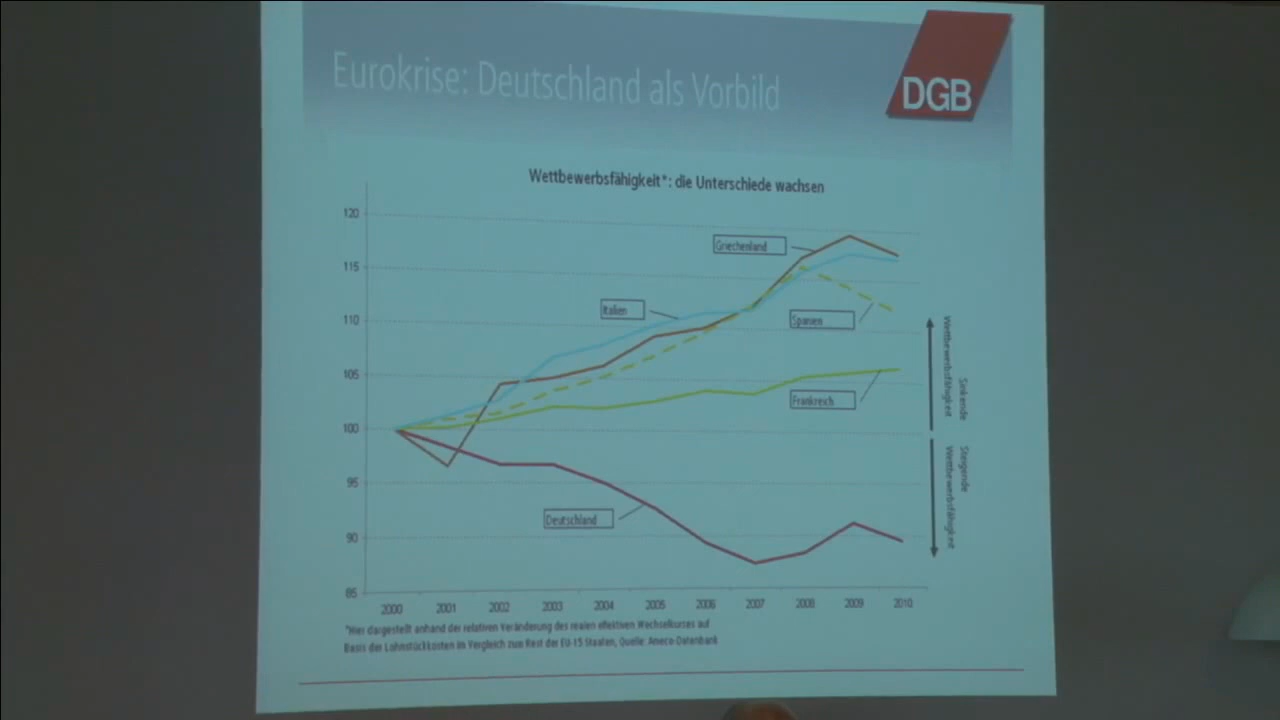 Eurokrise: Deutschland als Vorbild
DGB
Wettbewerbsfähigkeit*: die Unterschiede wachsen
120
115
110
105
100
95
90
85
Griechenland
Italien
Spanien
Frankreich
Deutschland
Sinkende
Wettbewerbsfähigkeit
Steigende
Wettbewerbsfähigkeit
2000 2001 2002 2003 2004 2005 2006 2007 2008 2009 2010
*Hier dargestellt anhand der relativen Veränderung des realen effektiven Wechselkurses auf
Basis der Lohnstückkosten im Vergleich zum Rest der EU-15 Staaten, Quelle: Ameco-Datenbank